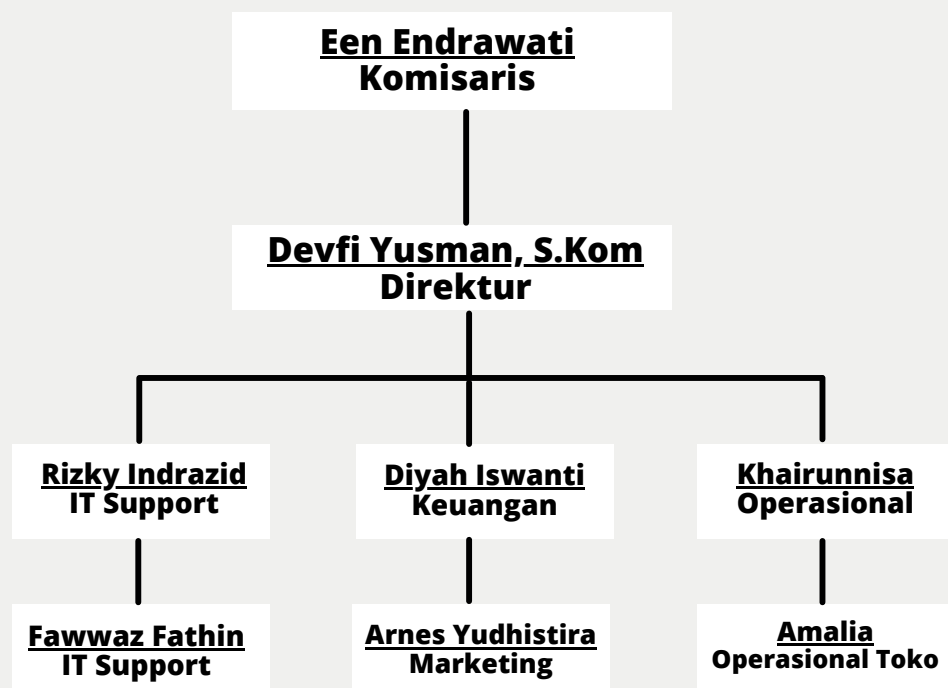 Een Endrawati
Komisaris
Devfi Yusman, S.Kom
Direktur
Rizky Indrazid
IT Support
Diyah Iswanti
Keuangan
Khairunnisa
Operasional
Fawwaz Fathin
IT Support
Arnes Yudhistira
Marketing
Amalia
Operasional Toko